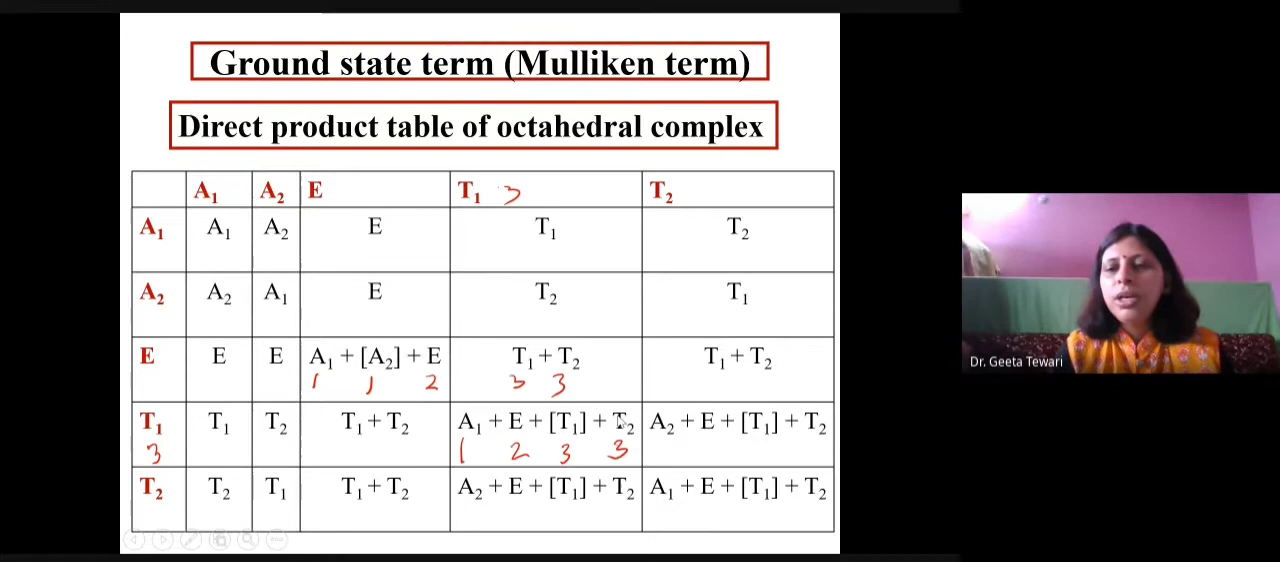 Ground state term (Mulliken term)
Direct product table of octahedral complex
A₁ A₂ E T₁ 3 T₂
A₁ A₁ A₂ E T₁ T₂
A₂ A₂ A₁ E T₂ T₁
E E E A₁ + [A₂] + E T₁ + T₂ T₁ + T₂
1 1 2 3 3
T₁ T₁ T₂ T₁ + T₂ A₁ + E + [T₁] + T₂ A₂ + E + [T₁] + T₂
3 1 2 3 3
T₂ T₂ T₁ T₁ + T₂ A₂ + E + [T₁] + T₂ A₁ + E + [T₁] + T₂
Dr. Geeta Tewari